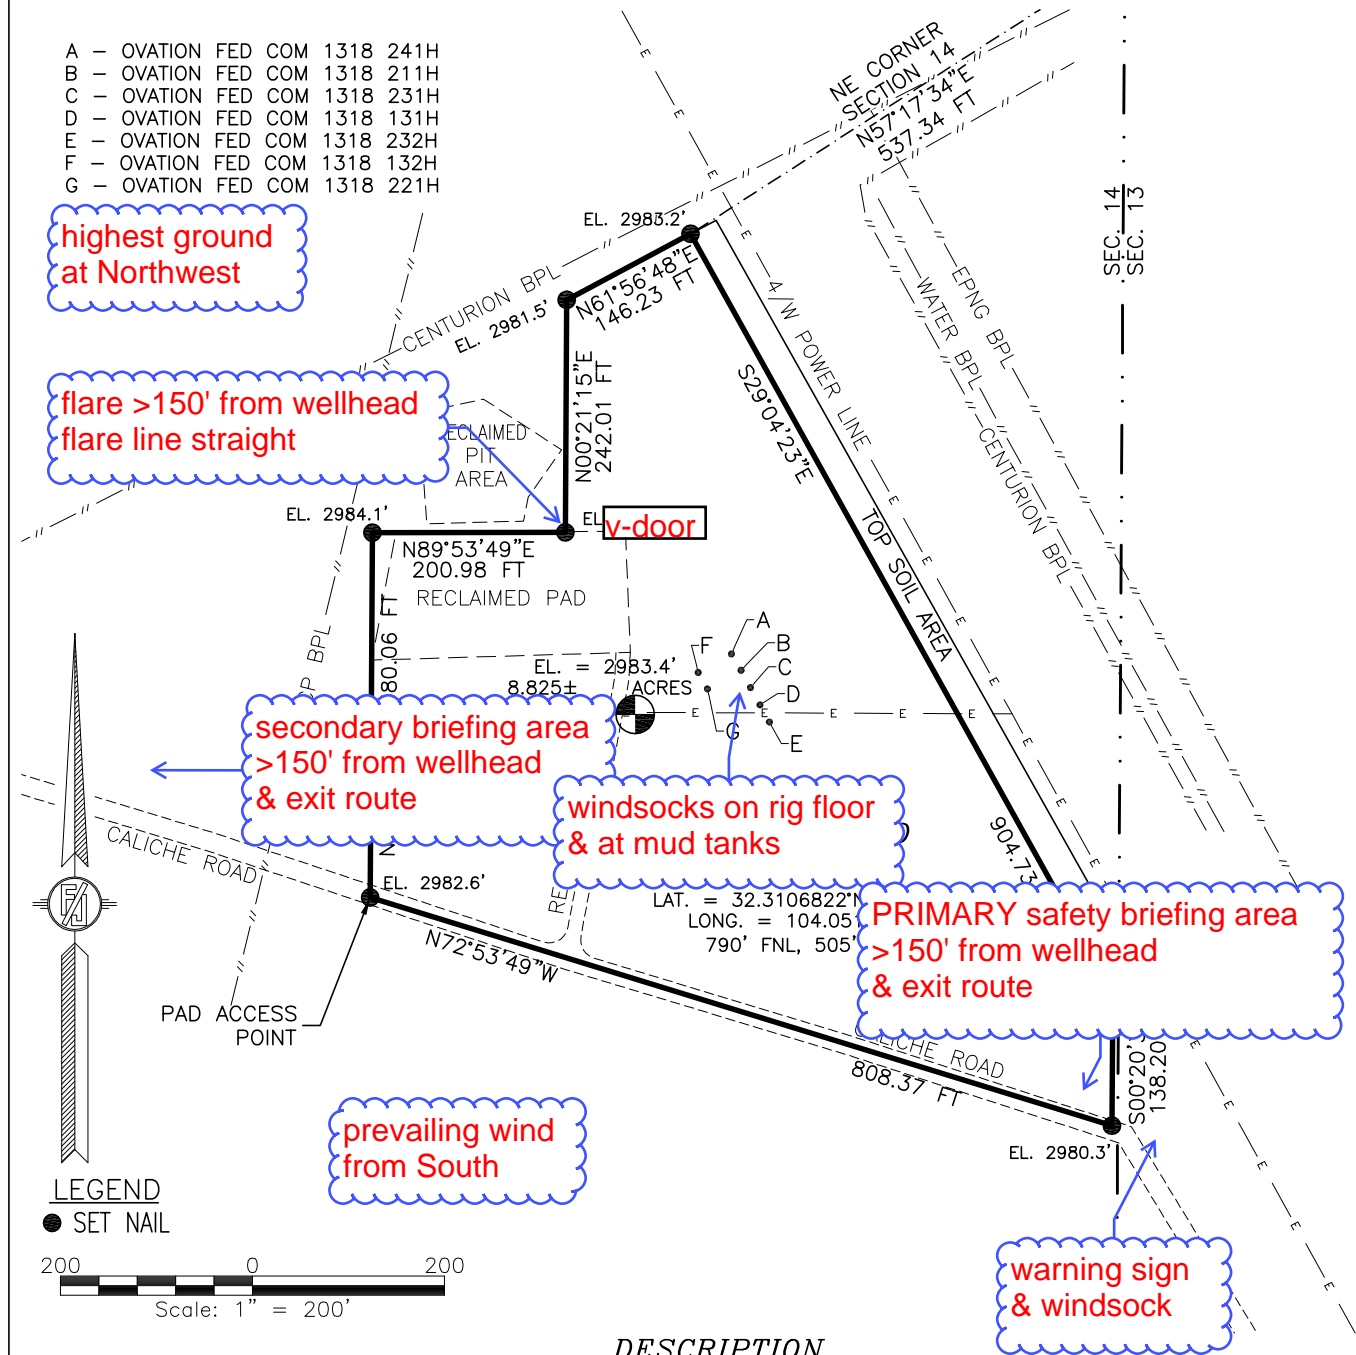 A – OVATION FED COM 1318 241H
B – OVATION FED COM 1318 211H
C – OVATION FED COM 1318 231H
D – OVATION FED COM 1318 131H
E – OVATION FED COM 1318 232H
F – OVATION FED COM 1318 132H
G – OVATION FED COM 1318 221H
NE CORNER
SECTION 14
N57°17'34"E
537.34 FT
highest ground
at Northwest
EL. 2983.2'
SEC. 14
SEC. 13
CENTURION BPL
EL. 2981.5'
N61°56'48"E
146.23 FT
4/W POWER LINE
WATER BPL
EPNG BPL
CENTURION BPL
flare >150' from wellhead
flare line straight
PIT
AREA
N00°21'15"E
242.01 FT
S29°04'23"E
904.73
TOP SOIL AREA
EL. 2984.1'
EL
v-door
N89°53'49"E
200.98 FT
RECLAIMED PAD
80.06 FT
BPL
EL. = 2983.4'
8.825± ACRES
A
B
C
D
E
F
G
secondary briefing area
>150' from wellhead
& exit route
windsocks on rig floor
& at mud tanks
CALICHE ROAD
EL. 2982.6'
LAT. = 32.3106822°N
LONG. = 104.05
790' FNL, 505'
PRIMARY safety briefing area
>150' from wellhead
& exit route
N72°53'49"W
808.37 FT
PAD ACCESS
POINT
ROAD
S00°20'
138.20
EL. 2980.3'
prevailing wind
from South
LEGEND
SET NAIL
warning sign
& windsock
200 0 200
Scale: 1" = 200'
DESCRIPTION